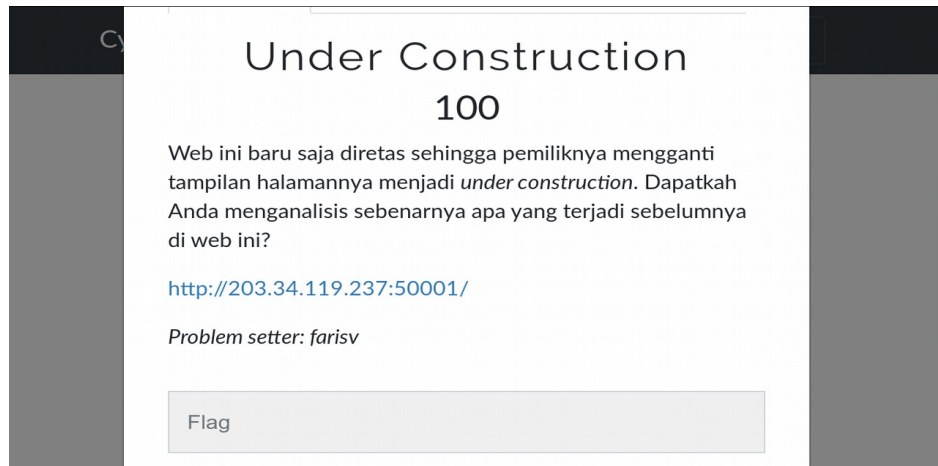 Cy
Under Construction
100
Web ini baru saja diretas sehingga pemiliknya mengganti
tampilan halamannya menjadi under construction. Dapatkah
Anda menganalisis sebenarnya apa yang terjadi sebelumnya
di web ini?
http://203.34.119.237:50001/
Problem setter: farisv
Flag